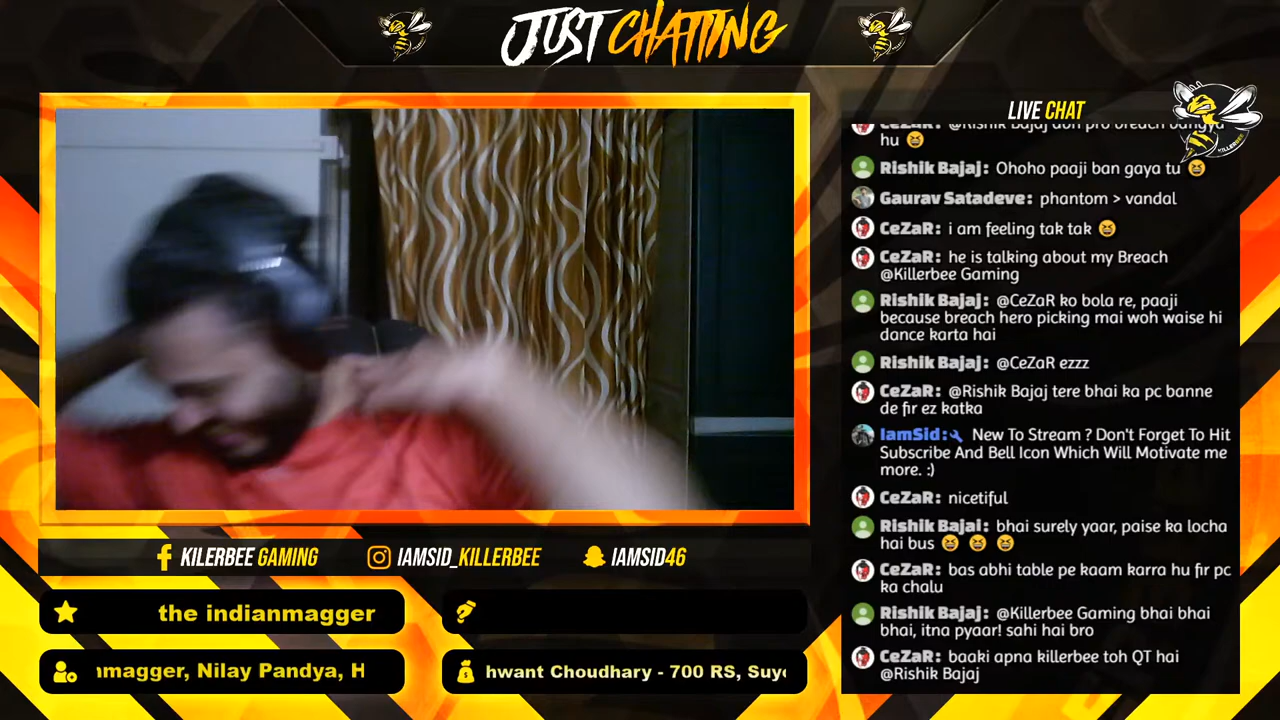 JUST CHATTING
LIVE CHAT
CeZaR: @Rishik Bajaj abh pro breach bangya
hu
Rishik Bajaj: Ohoho paaji ban gaya tu
Gaurav Satadeve: phantom > vandal
CeZaR: i am feeling tak tak
CeZaR: he is talking about my Breach
@Killerbee Gaming
Rishik Bajaj: @CeZaR ko bola re, paaji
because breach hero picking mai woh waise hi
dance karta hai
Rishik Bajaj: @CeZaR ezzz
CeZaR: @Rishik Bajaj tere bhai ka pc banne
de fir ez katka
IamSid: New To Stream ? Don't Forget To Hit
Subscribe And Bell Icon Which Will Motivate me
more. :)
CeZaR: nicetiful
Rishik Bajaj: bhai surely yaar, paise ka locha
hai bus
CeZaR: bas abhi table pe kaam karra hu fir pc
ka chalu
Rishik Bajaj: @Killerbee Gaming bhai bhai
bhai, itna pyaar! sahi hai bro
CeZaR: baaki apna killerbee toh QT hai
@Rishik Bajaj
KILERBEE GAMING
IAMSID_KILLERBEE
IAMSID46
the indianmagger
magger, Nilay Pandya, H
hwant Choudhary - 700 RS, Suy